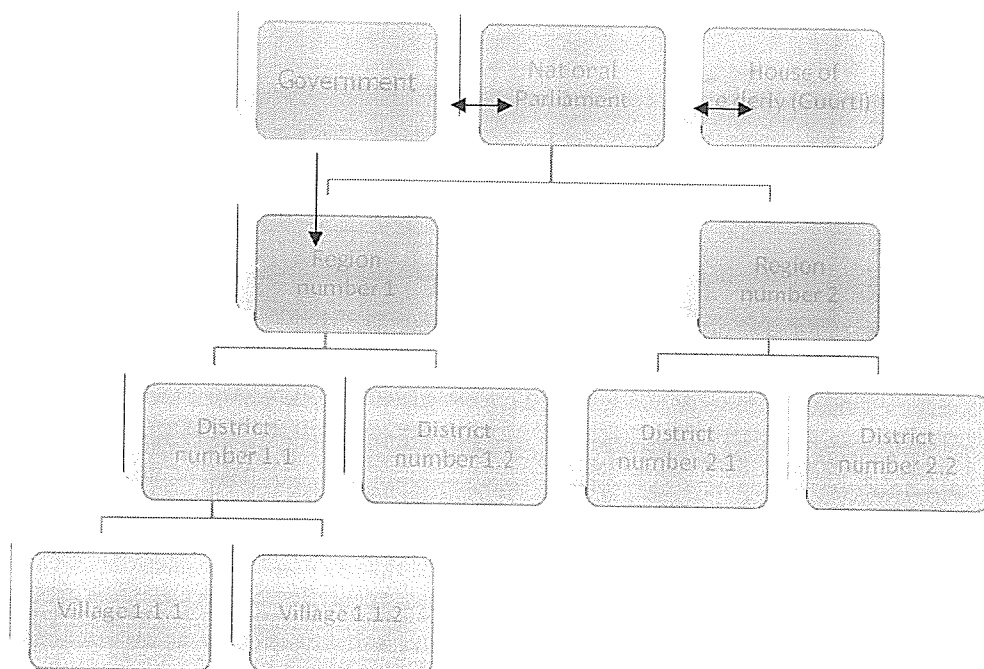 Government
National
Parliament
House of
elderly (Cuurti)
Region
number 1
Region
number 2
District
number 1.1
District
number 1.2
District
number 2.1
District
number 2.2
Village 1.1.1
Village 1.1.2